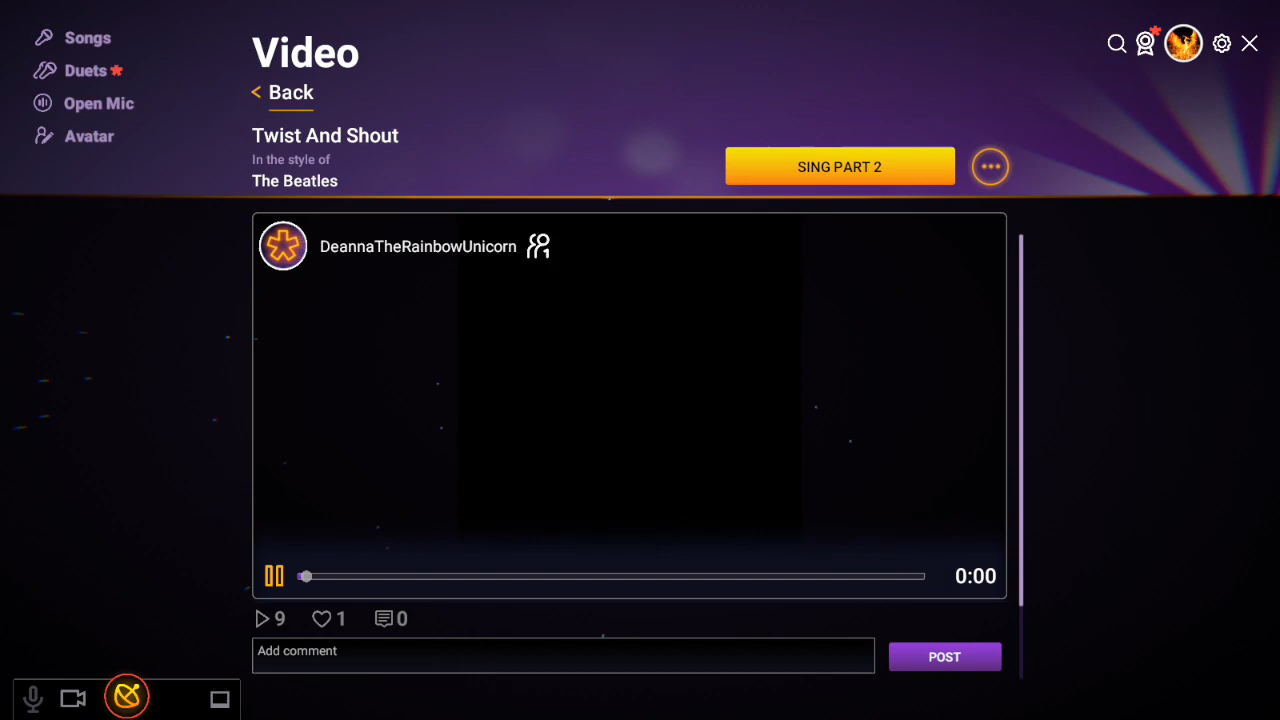 Songs
Duets *
Open Mic
Avatar
Video
< Back
Twist And Shout
In the style of
The Beatles
SING PART 2
DeannaTheRainbowUnicorn
0:00
9
1
0
Add comment
POST